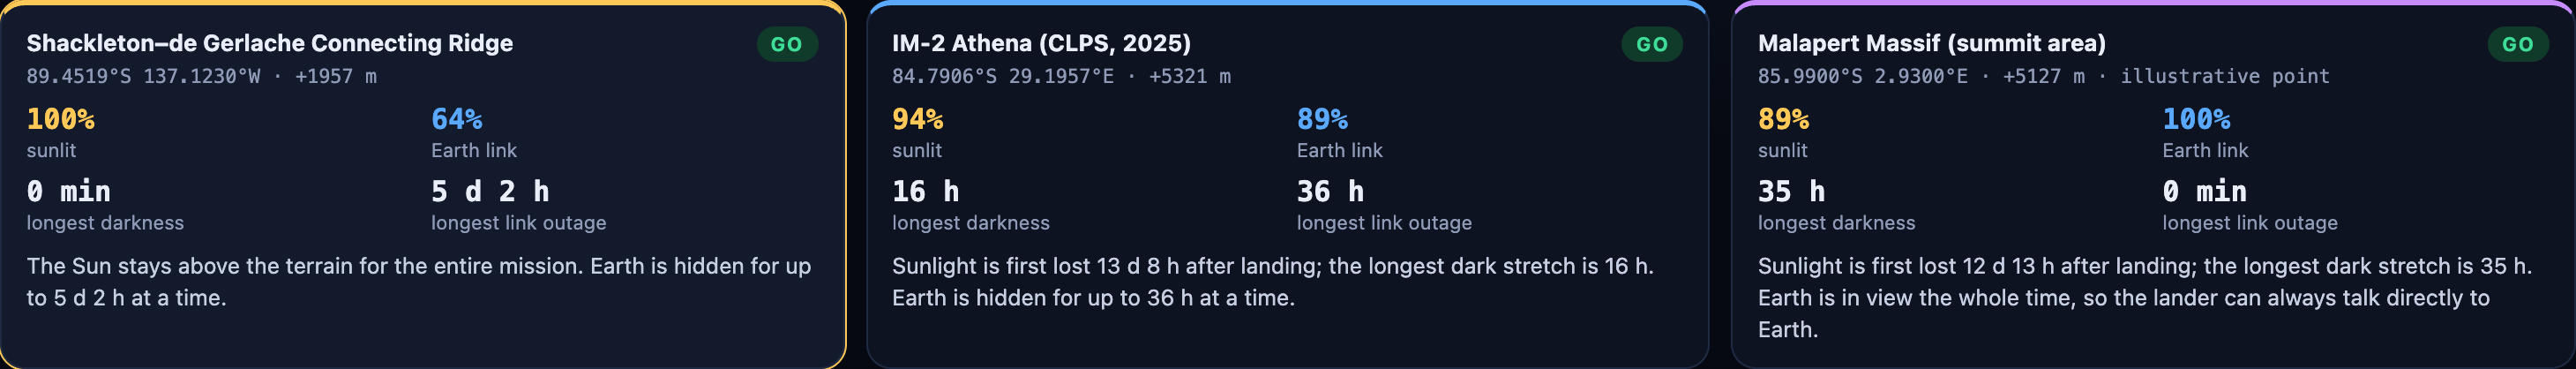 Shackleton–de Gerlache Connecting Ridge
GO
89.4519°S 137.1230°W · +1957 m
100%
64%
sunlit
Earth link
0 min
5 d 2 h
longest darkness
longest link outage
The Sun stays above the terrain for the entire mission. Earth is hidden for up
to 5 d 2 h at a time.
IM-2 Athena (CLPS, 2025)
GO
84.7906°S 29.1957°E · +5321 m
94%
89%
sunlit
Earth link
16 h
36 h
longest darkness
longest link outage
Sunlight is first lost 13 d 8 h after landing; the longest dark stretch is 16 h.
Earth is hidden for up to 36 h at a time.
Malapert Massif (summit area)
GO
85.9900°S 2.9300°E · +5127 m · illustrative point
89%
100%
sunlit
Earth link
35 h
0 min
longest darkness
longest link outage
Sunlight is first lost 12 d 13 h after landing; the longest dark stretch is 35 h.
Earth is in view the whole time, so the lander can always talk directly to
Earth.